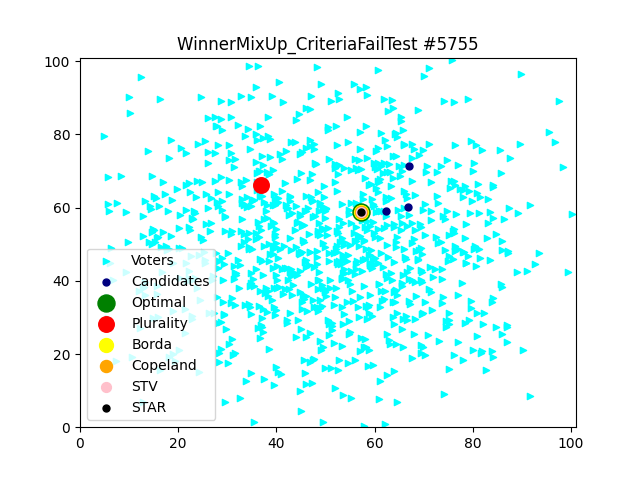 WinnerMixUp_CriteriaFailTest #5755
100
80
60
40
20
0
Voters
Candidates
Optimal
Plurality
Borda
Copeland
STV
STAR
0 20 40 60 80 100